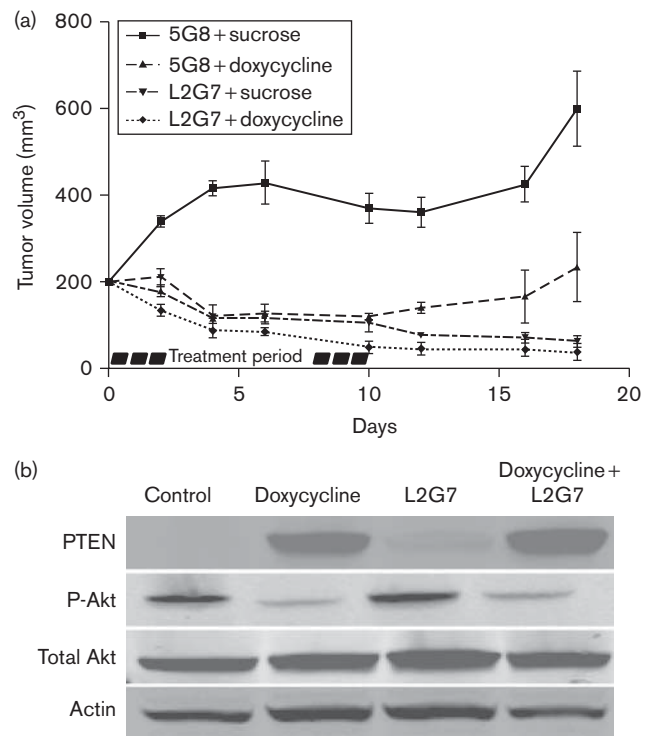 (a)
800
600
400
200
0
Tumor volume (mm³)
5G8 + sucrose
5G8 + doxycycline
L2G7 + sucrose
L2G7 + doxycycline
Treatment period
0 5 10 15 20
Days
(b)
Control Doxycycline L2G7 Doxycycline +
L2G7
PTEN
P-Akt
Total Akt
Actin